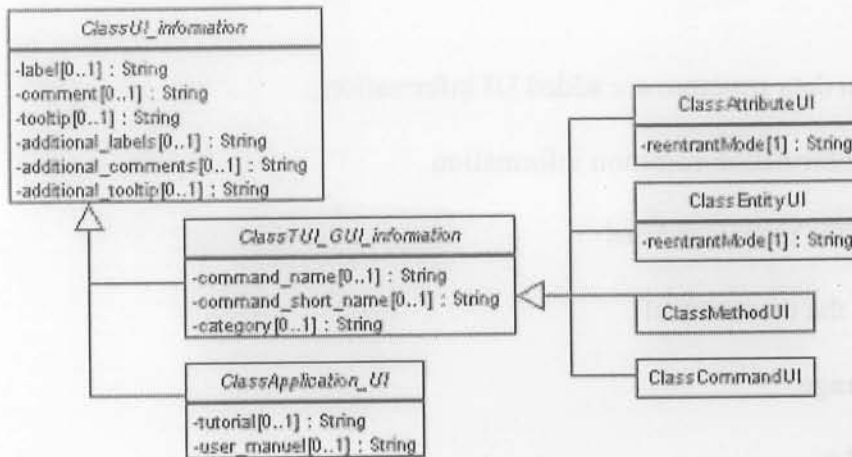 ClassUI_information
-label[0..1] : String
-comment[0..1] : String
-tooltip[0..1] : String
-additional_labels[0..1] : String
-additional_comments[0..1] : String
-additional_tooltip[0..1] : String
ClassTUI_GUI_information
-command_name[0..1] : String
-command_short_name[0..1] : String
-category[0..1] : String
ClassApplication_UI
-tutorial[0..1] : String
-user_manuel[0..1] : String
ClassAttributeUI
-reentrantMode[1] : String
ClassEntityUI
-reentrantMode[1] : String
ClassMethodUI
ClassCommandUI